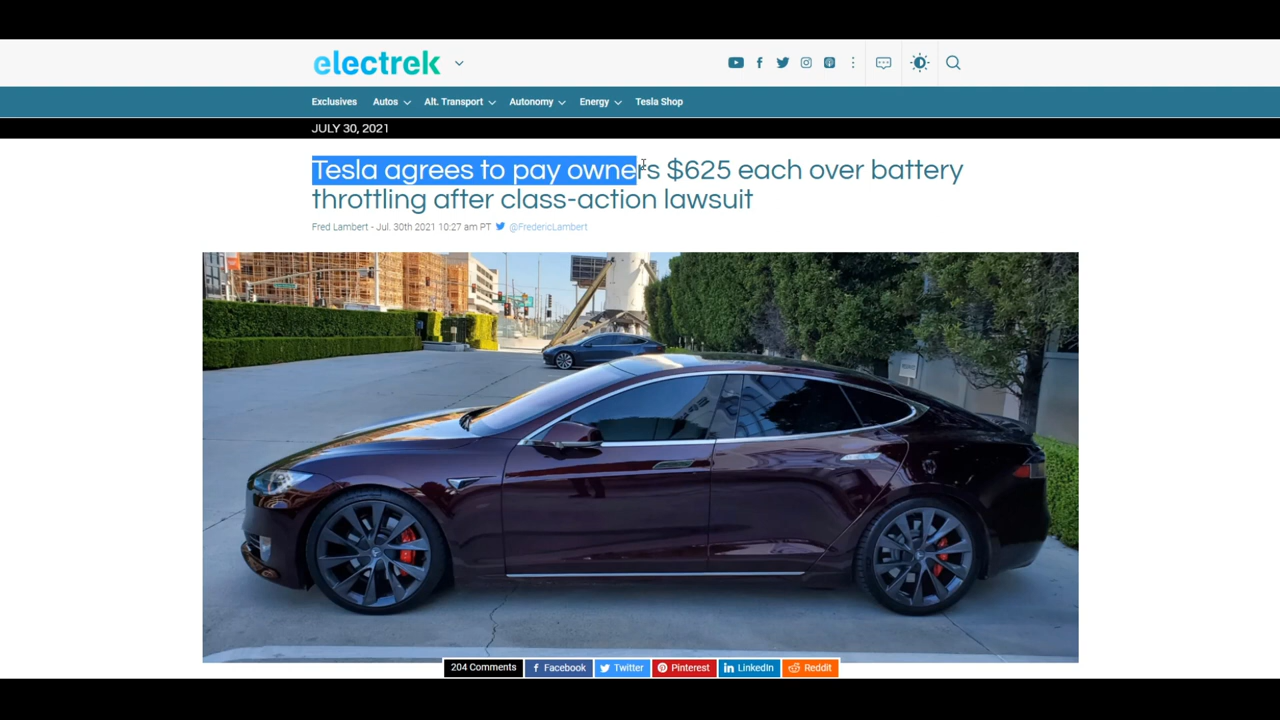 electrek
Exclusives Autos Alt. Transport Autonomy Energy Tesla Shop
JULY 30, 2021
Tesla agrees to pay owners $625 each over battery
throttling after class-action lawsuit
Fred Lambert - Jul. 30th 2021 10:27 am PT @FredericLambert
204 Comments Facebook Twitter Pinterest LinkedIn Reddit